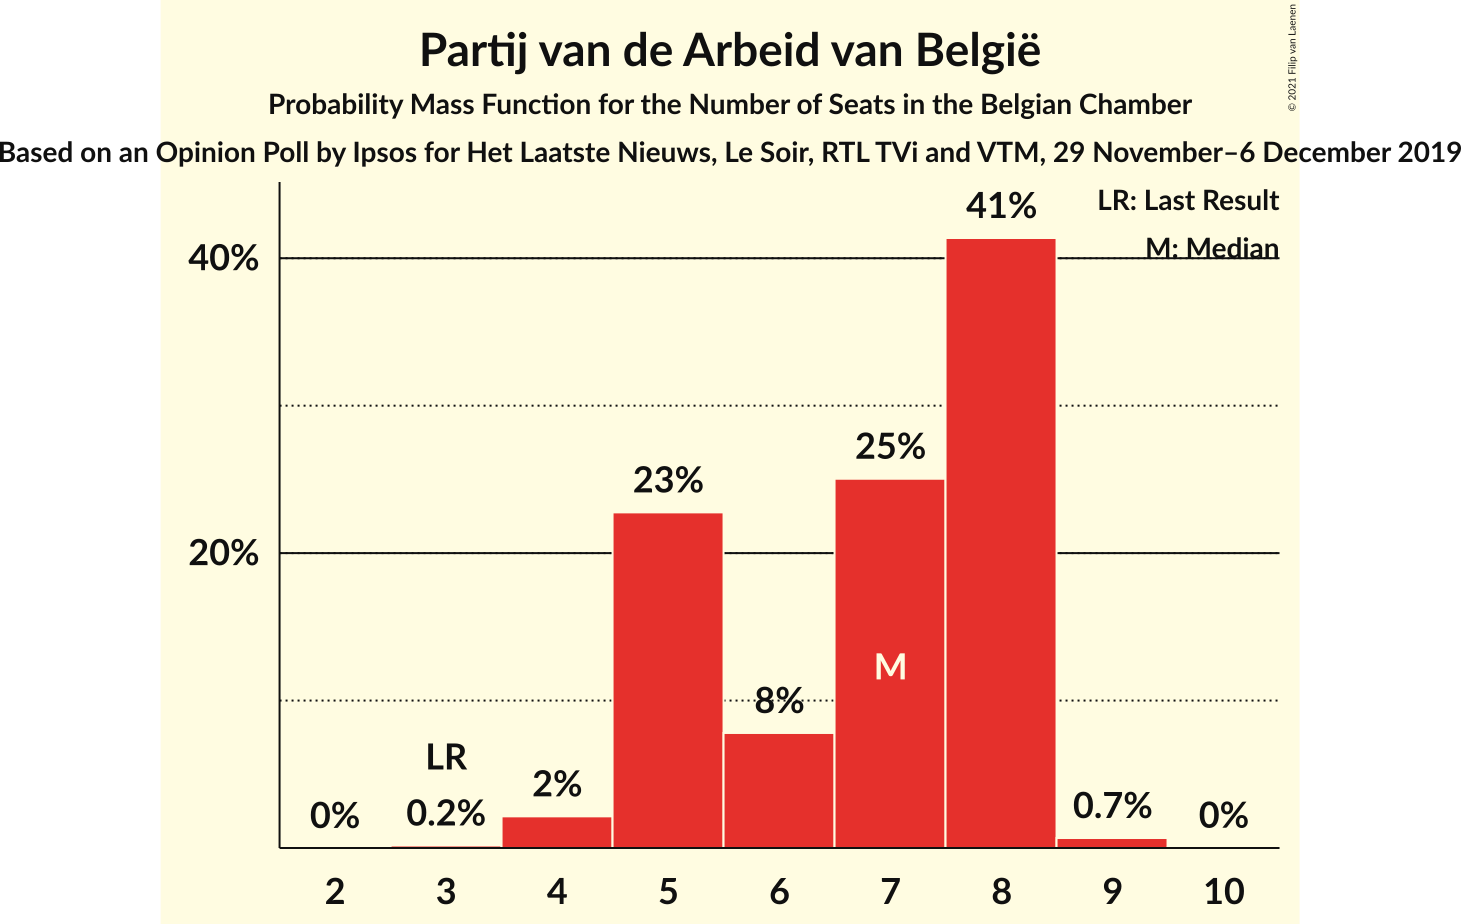 Partij van de Arbeid van België
Probability Mass Function for the Number of Seats in the Belgian Chamber
Based on an Opinion Poll by Ipsos for Het Laatste Nieuws, Le Soir, RTL TVi and VTM, 29 November–6 December 2019
© 2021 Filip van Laenen
LR: Last Result
M: Median
40%
20%
0%
LR
0.2%
2%
23%
8%
25%
M
41%
0.7%
0%
2 3 4 5 6 7 8 9 10